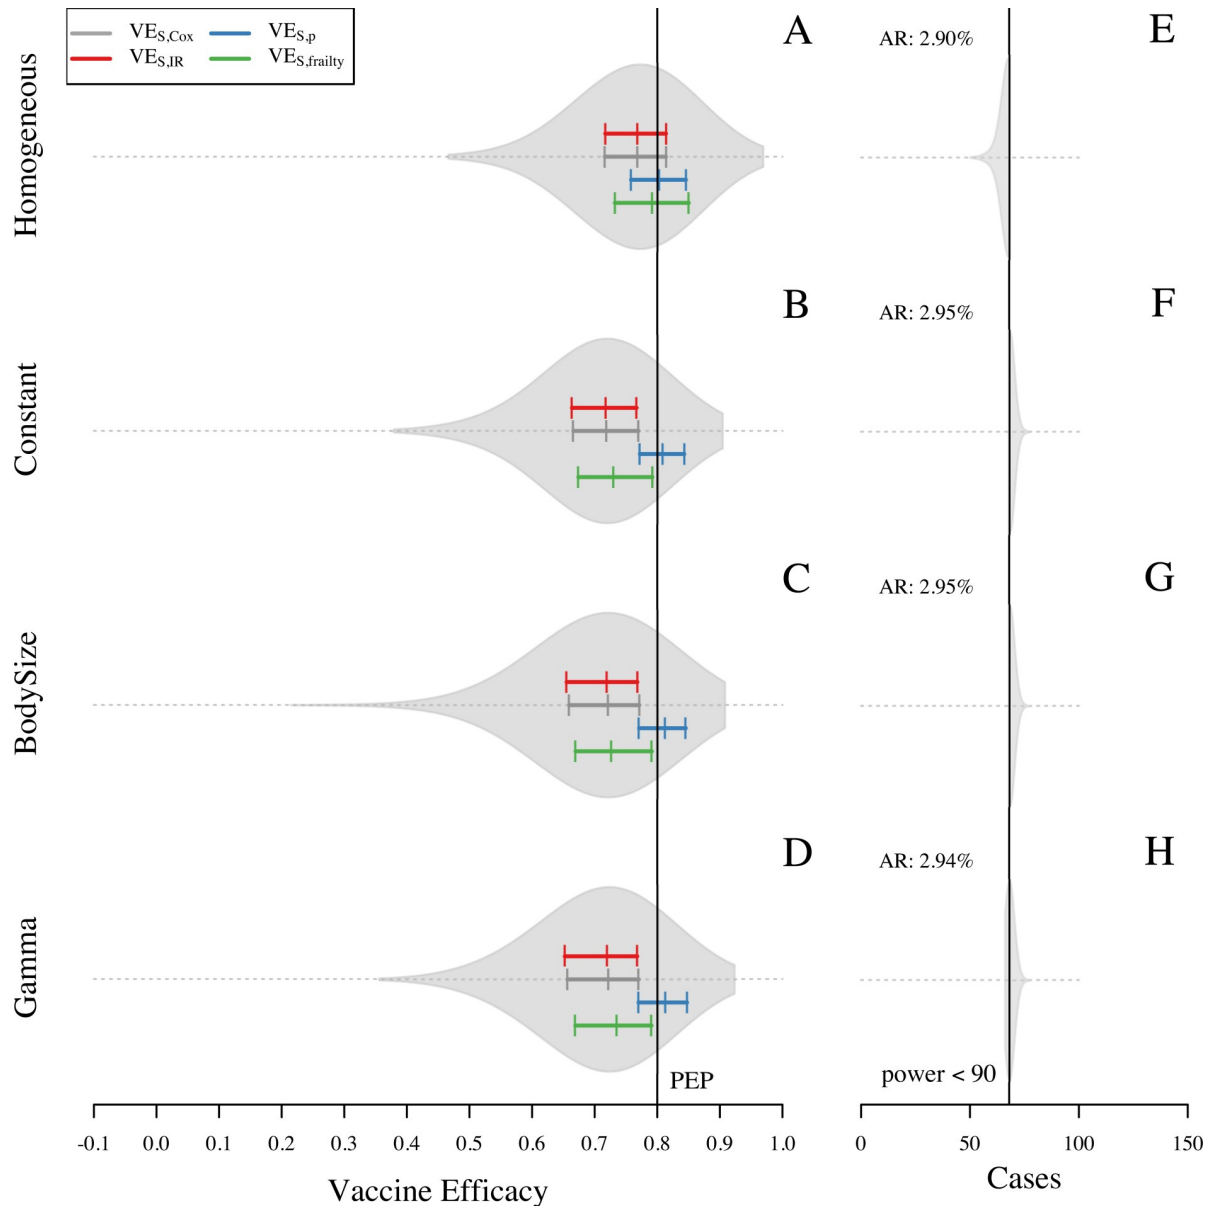 VES,Cox VES,p
VES,IR VES,frailty
A
AR: 2.90%
E
Homogeneous
B
AR: 2.95%
F
Constant
C
AR: 2.95%
G
BodySize
D
AR: 2.94%
H
Gamma
PEP
power < 90
-0.1 0.0 0.1 0.2 0.3 0.4 0.5 0.6 0.7 0.8 0.9 1.0
0 50 100 150
Vaccine Efficacy
Cases